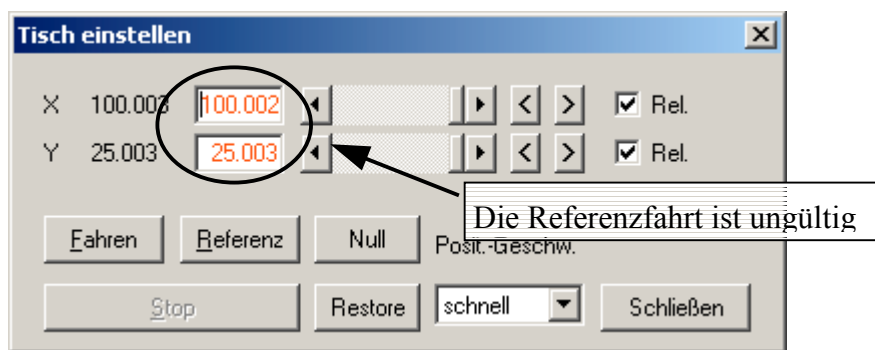 Tisch einstellen
X 100.003 100.002 < > Rel.
Y 25.003 25.003 < > Rel.
Die Referenzfahrt ist ungültig
Fahren Referenz Null Posit.-Geschw.
Stop Restore schnell Schließen